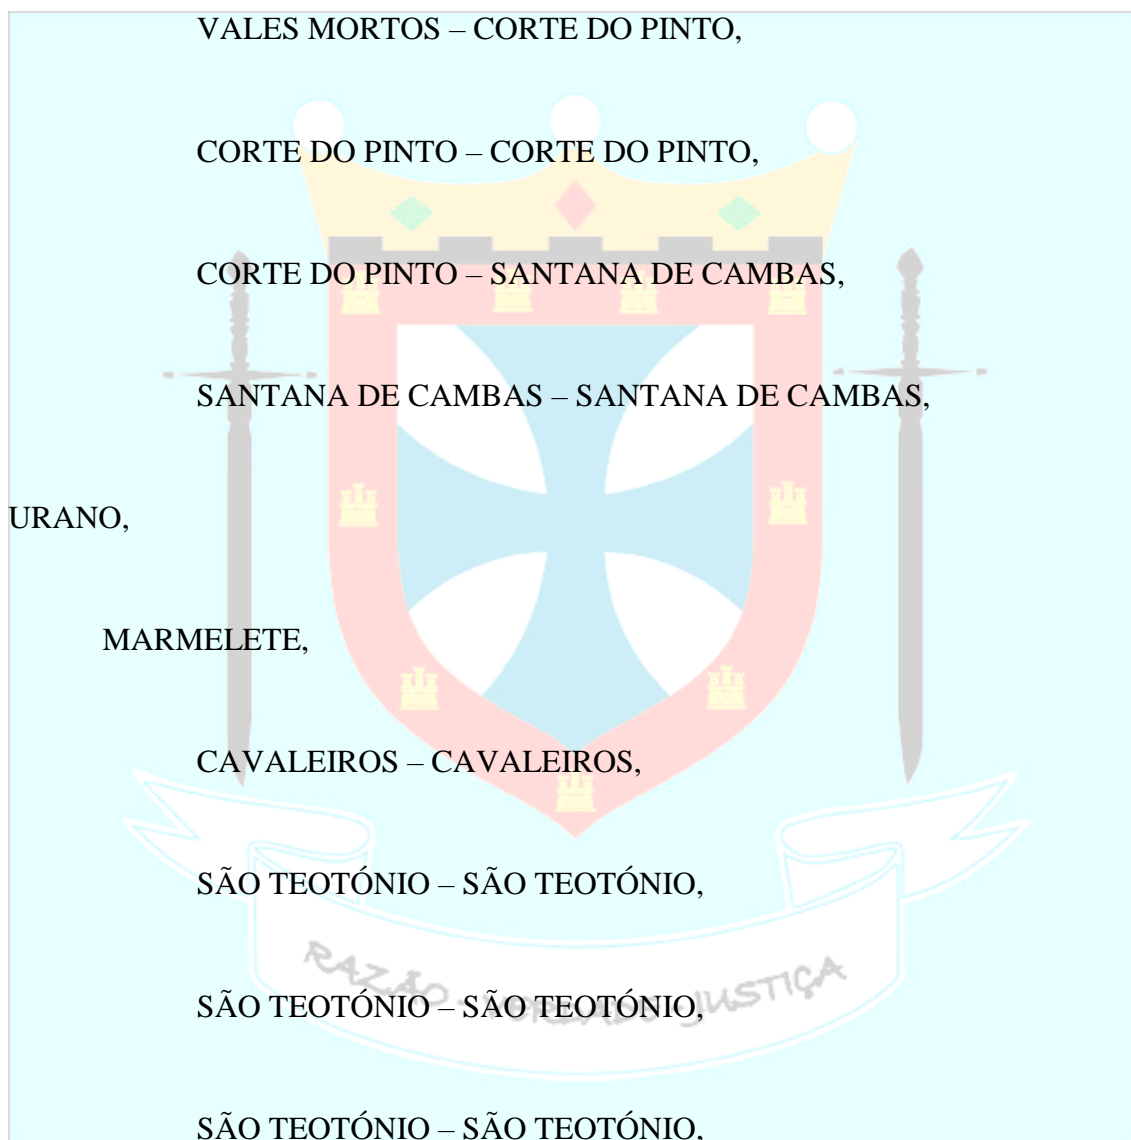 VALES MORTOS – CORTE DO PINTO,
CORTE DO PINTO – CORTE DO PINTO,
CORTE DO PINTO – SANTANA DE CAMBAS,
SANTANA DE CAMBAS – SANTANA DE CAMBAS,
URANO,
MARMELETE,
CAVALEIROS – CAVALEIROS,
SÃO TEOTÓNIO – SÃO TEOTÓNIO,
RAZÃO - VERDADE - JUSTIÇA
SÃO TEOTÓNIO – SÃO TEOTÓNIO,
SÃO TEOTÓNIO – SÃO TEOTÓNIO,